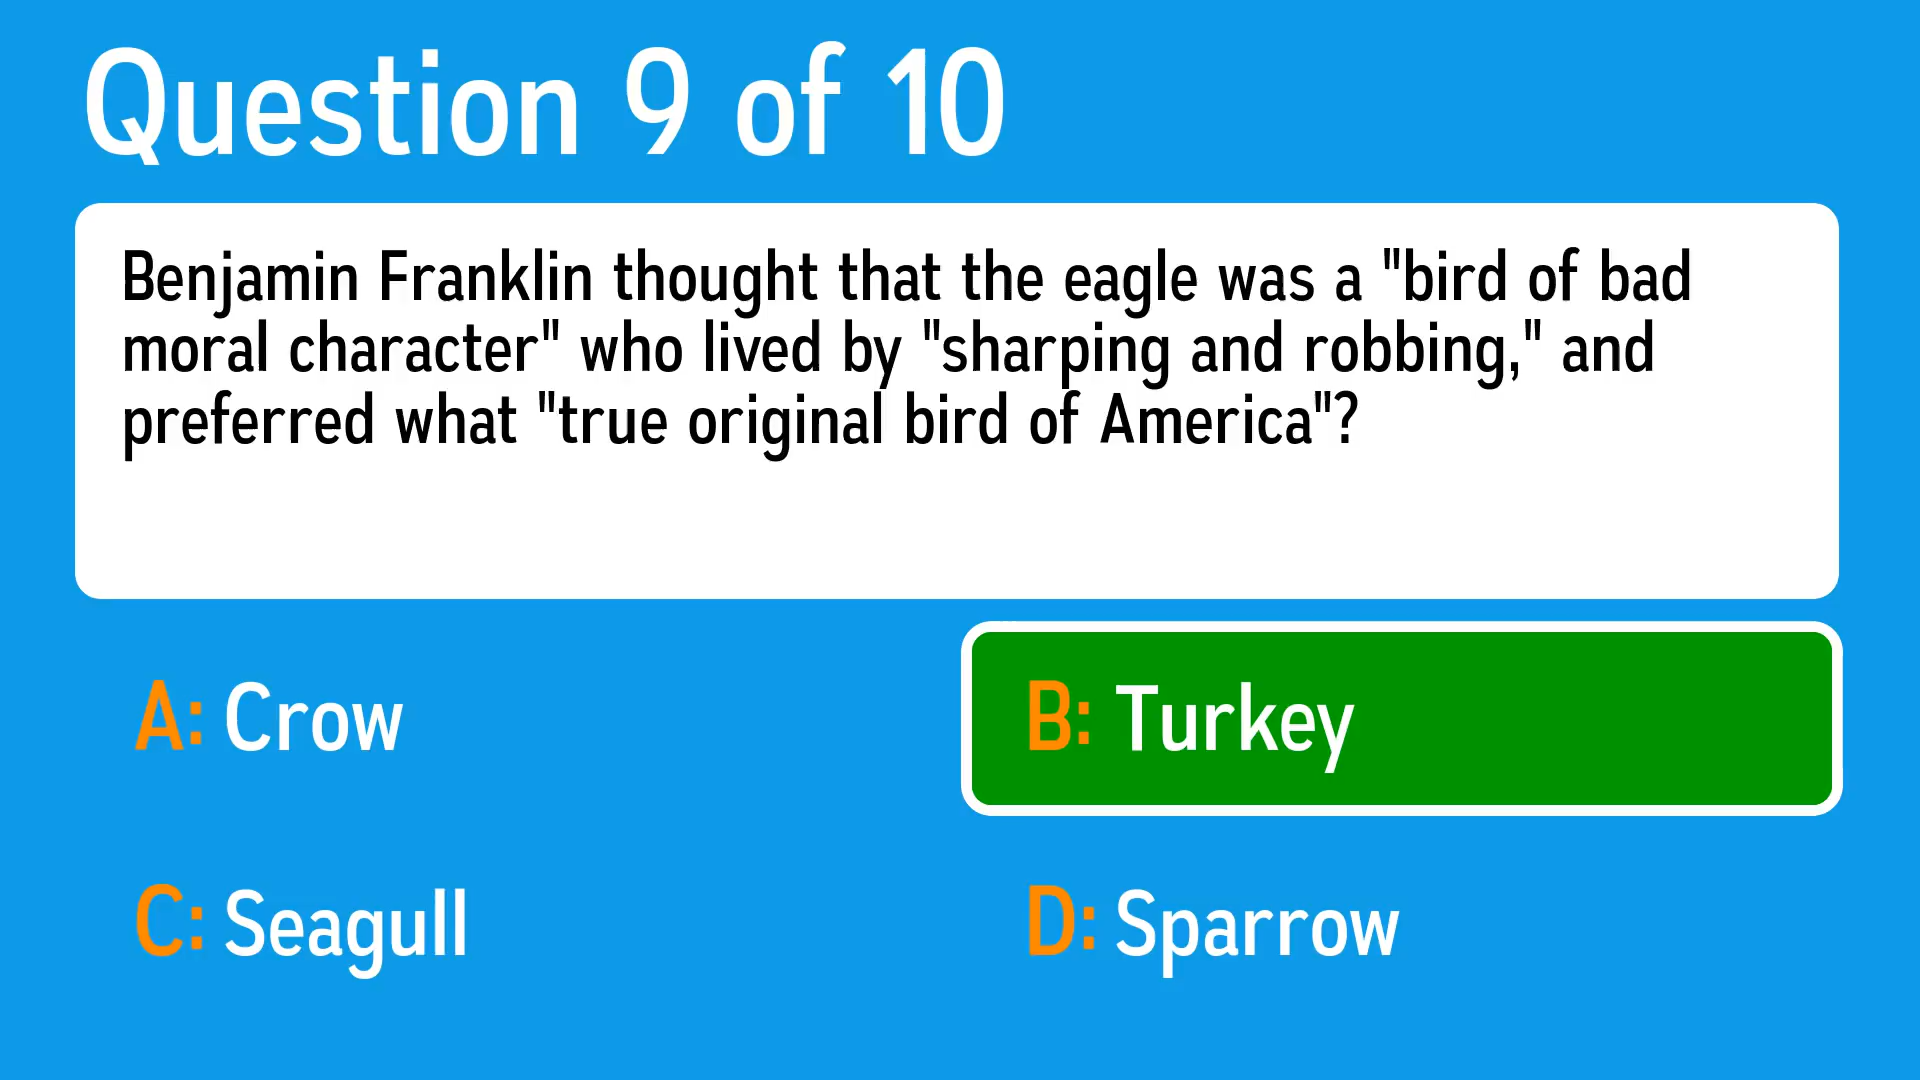 Question 9 of 10
Benjamin Franklin thought that the eagle was a "bird of bad
moral character" who lived by "sharping and robbing," and
preferred what "true original bird of America"?
A: Crow
B: Turkey
C: Seagull
D: Sparrow